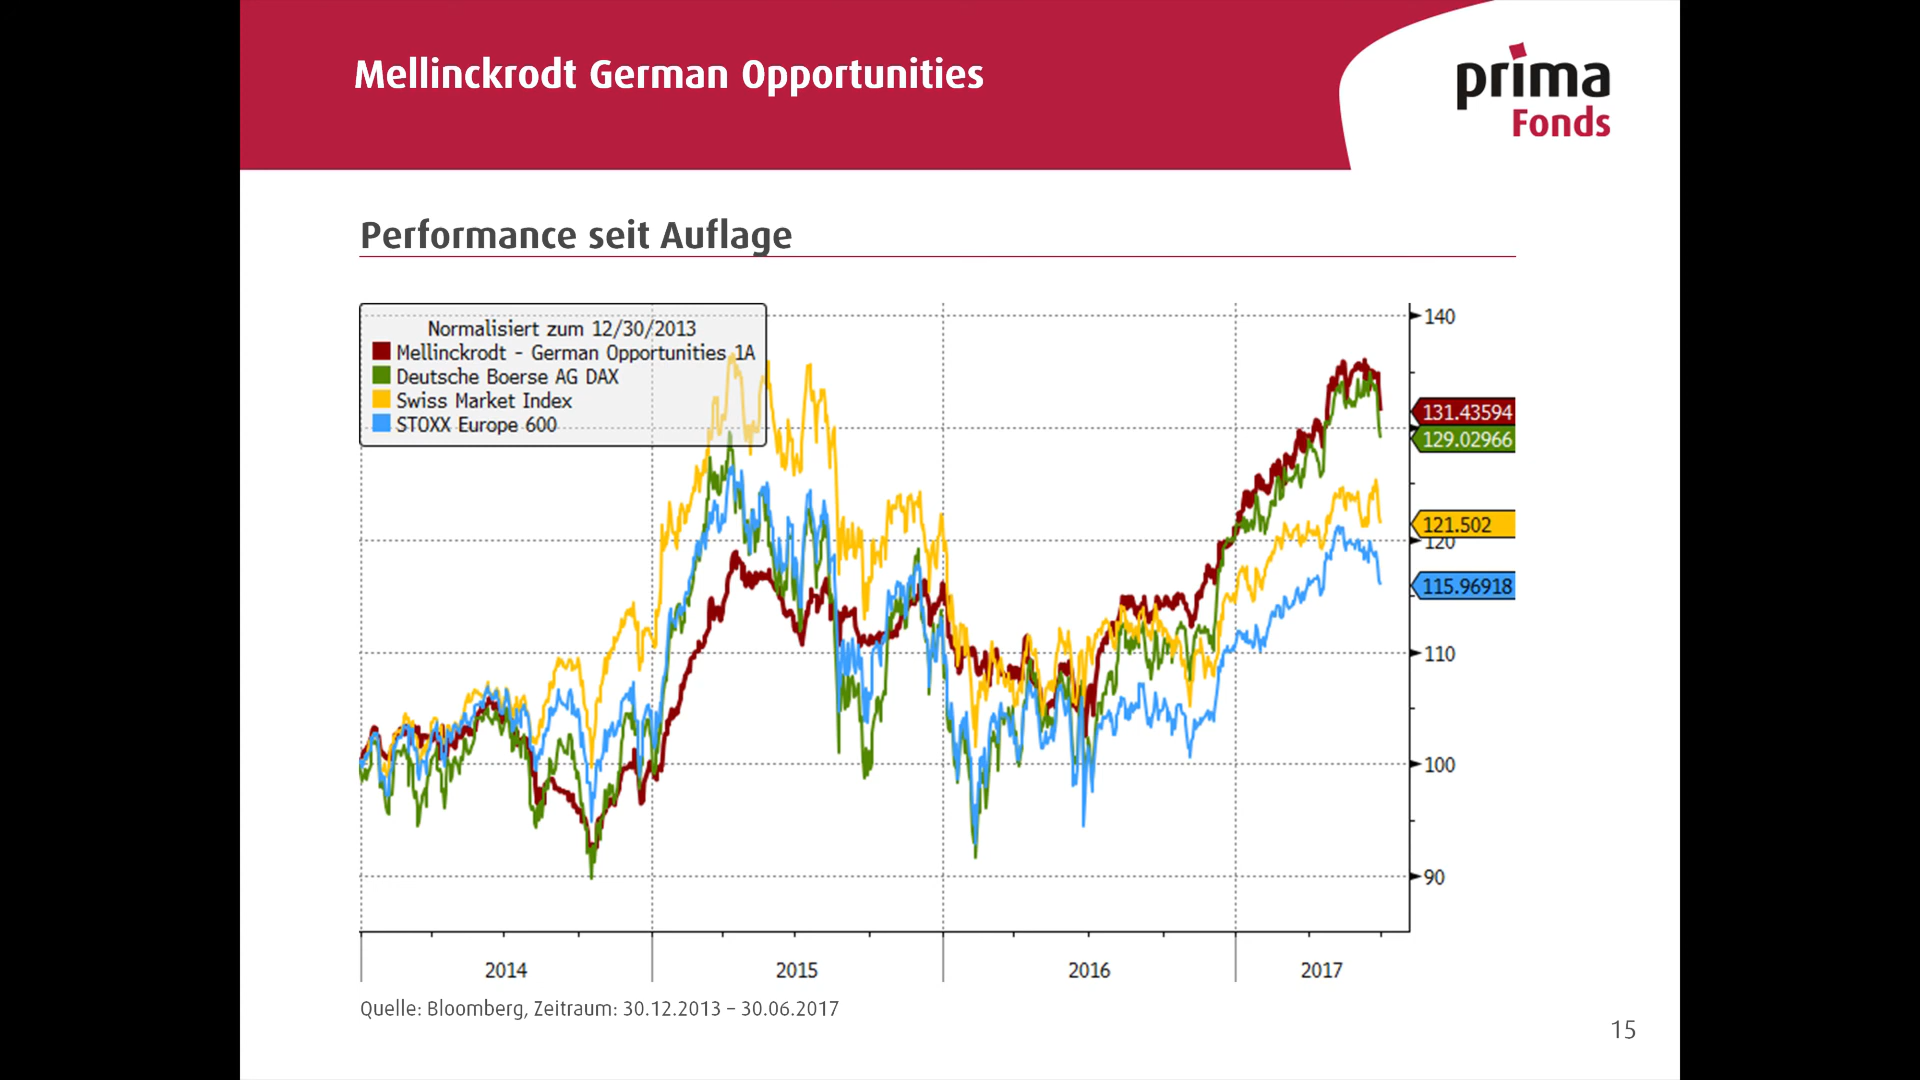 Mellinckrodt German Opportunities
prima
Fonds
Performance seit Auflage
Normalisiert zum 12/30/2013
Mellinckrodt - German Opportunities 1A
Deutsche Boerse AG DAX
Swiss Market Index
STOXX Europe 600
140
131.43594
129.02966
121.502
120
115.96918
110
100
90
2014 2015 2016 2017
Quelle: Bloomberg, Zeitraum: 30.12.2013 – 30.06.2017
15